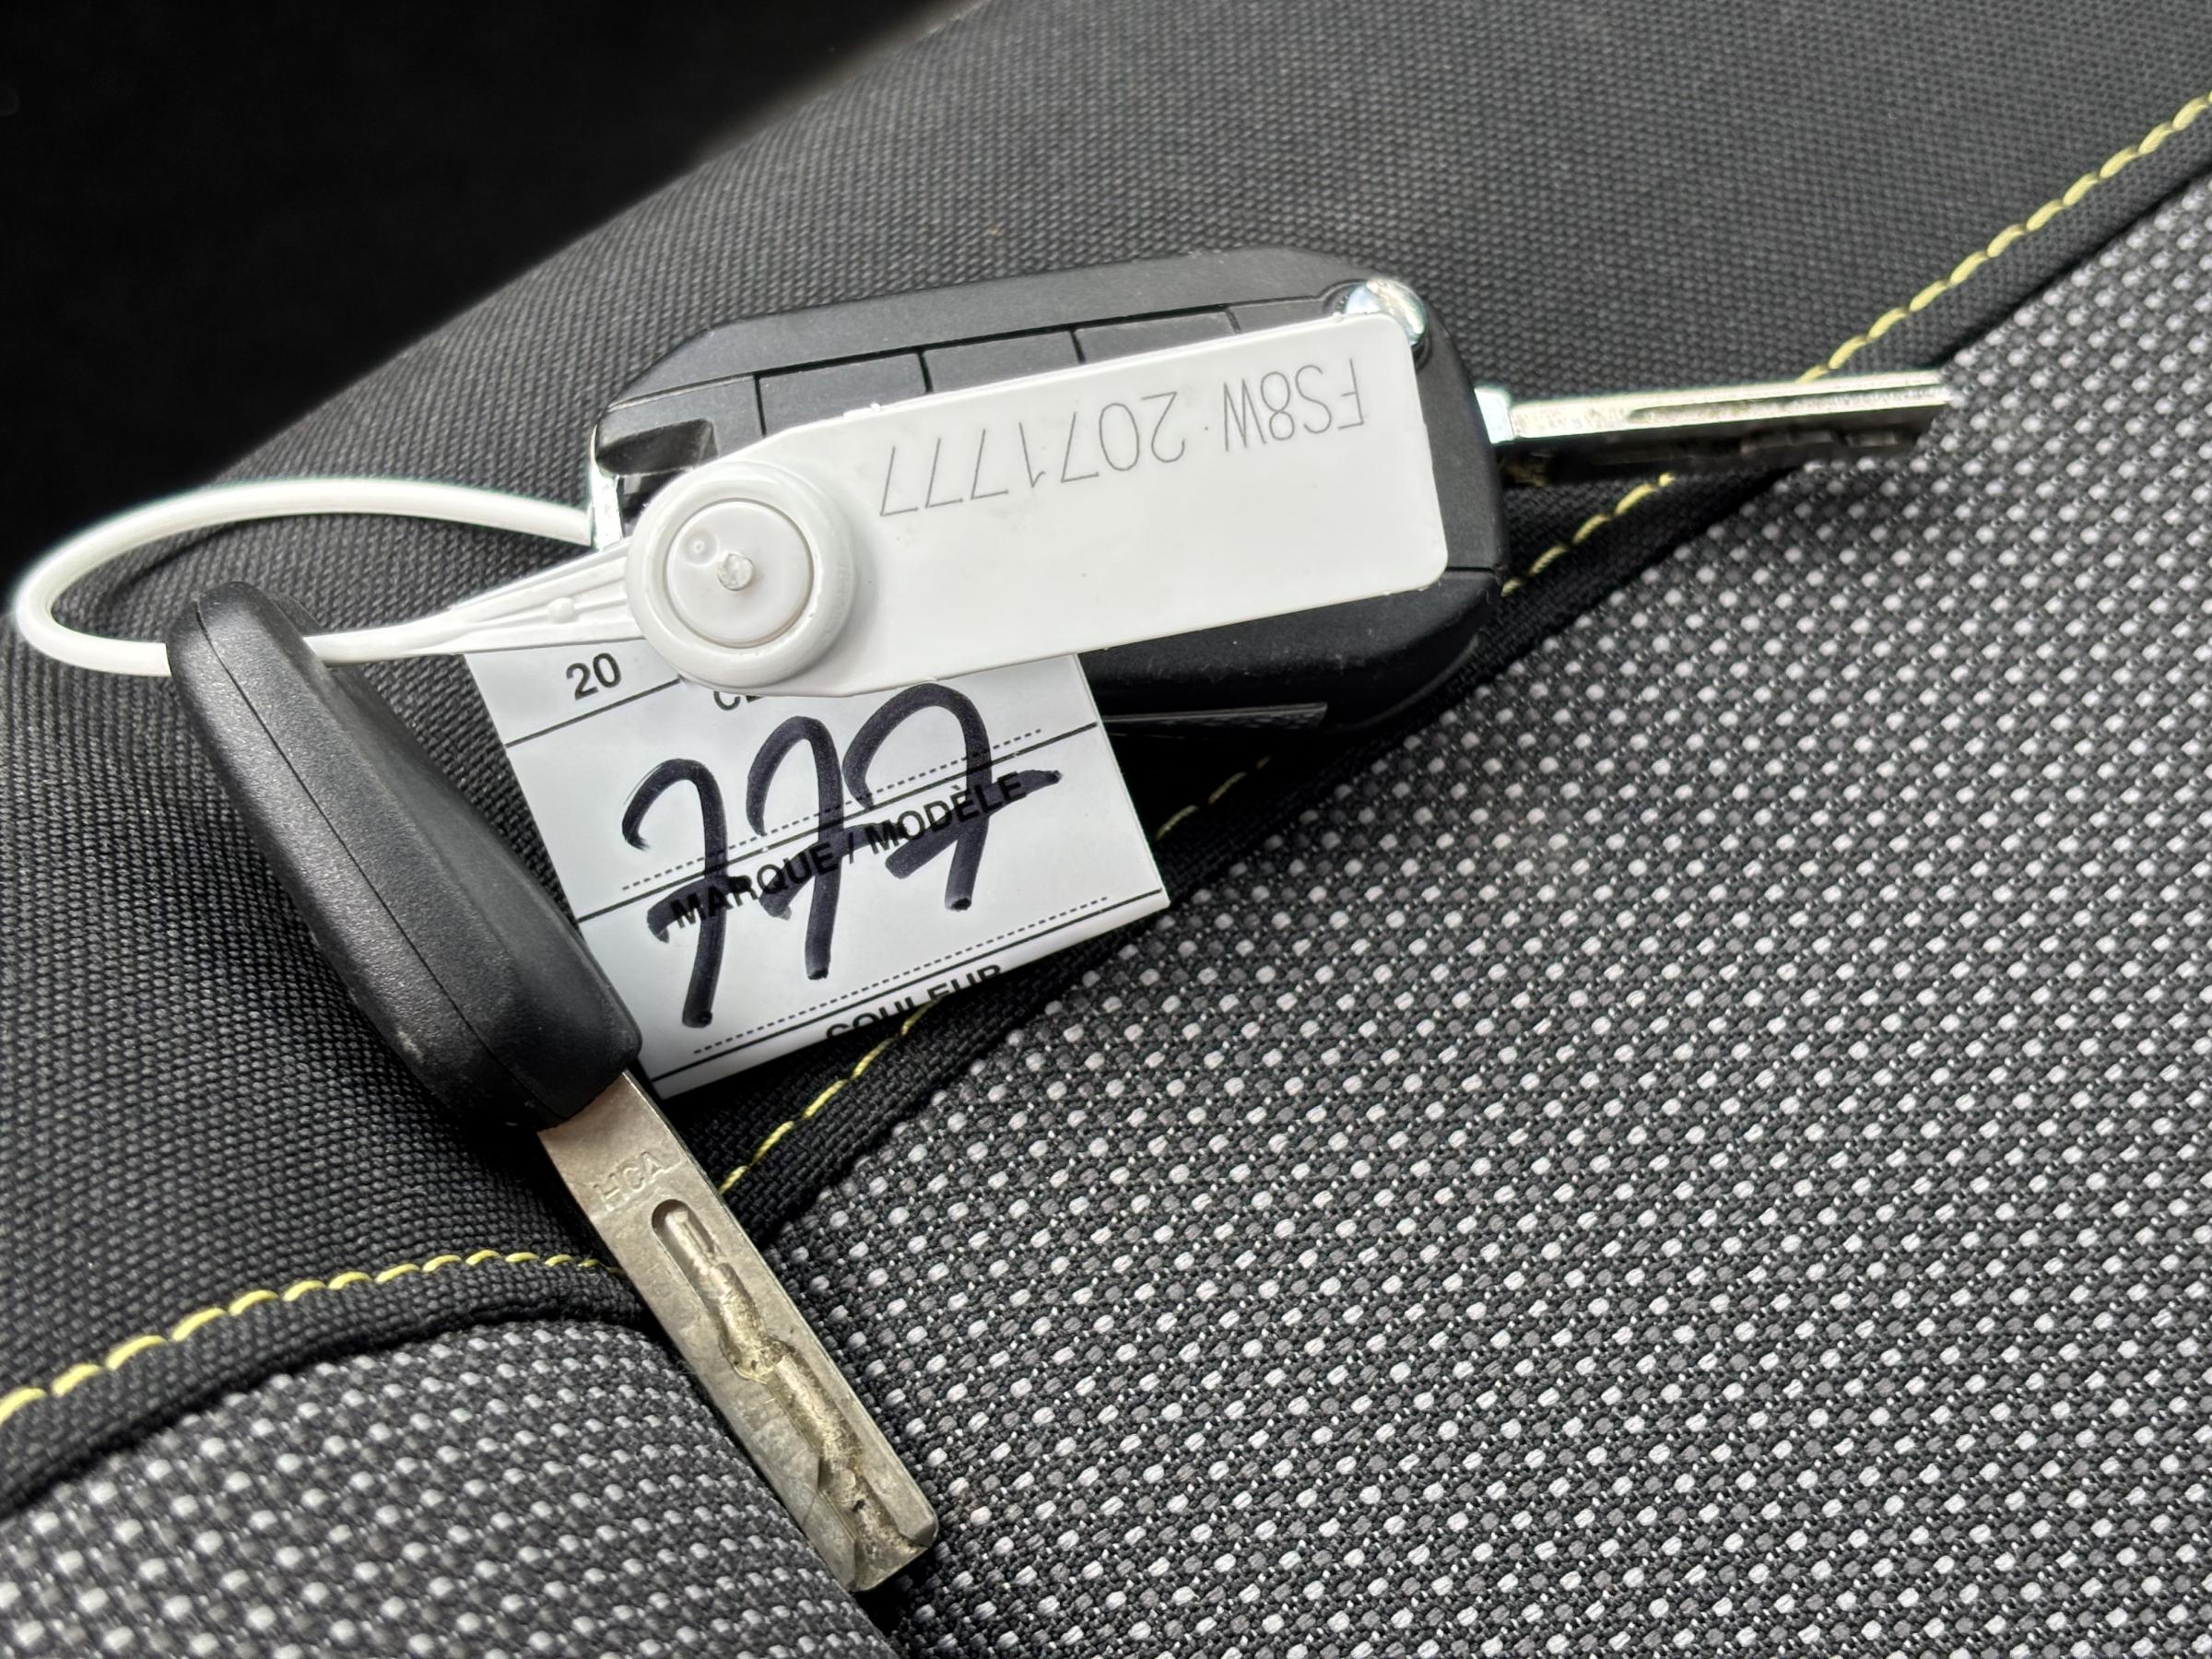 FS8W 2071777
20
777
MARQUE / MODÈLE
COULEUR
HCA